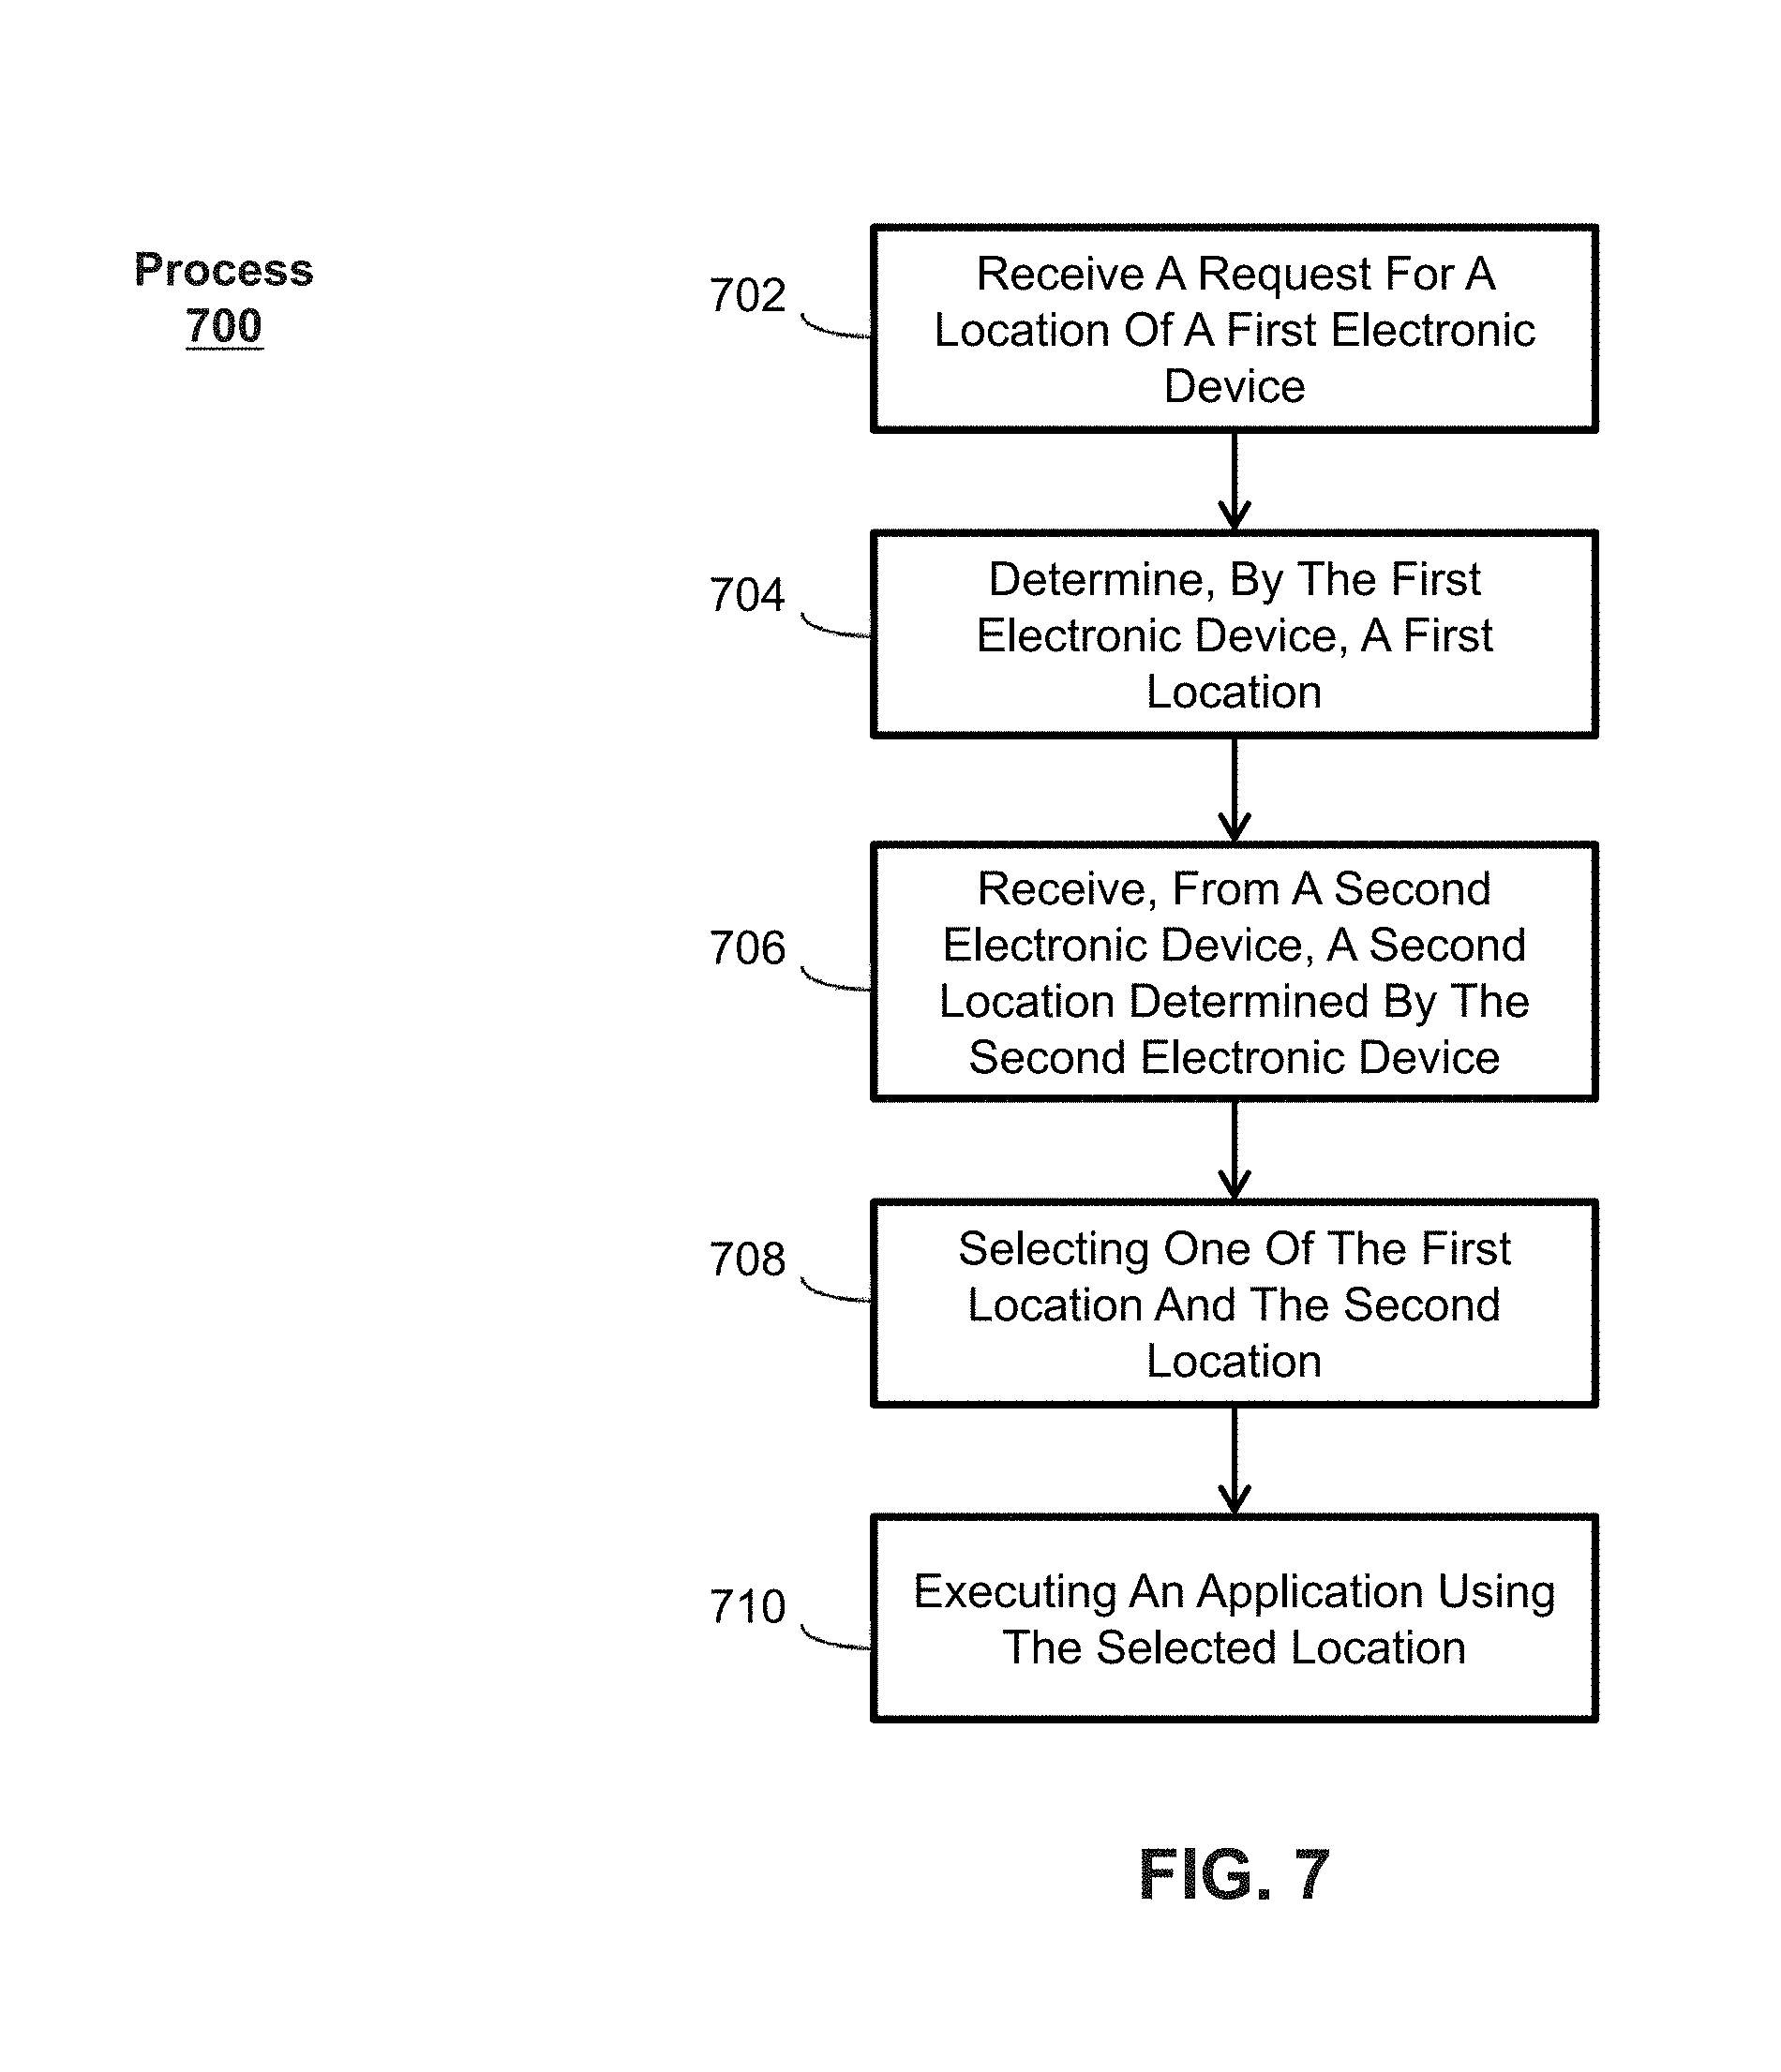 Process
700
702
Receive A Request For A
Location Of A First Electronic
Device
704
Determine, By The First
Electronic Device, A First
Location
706
Receive, From A Second
Electronic Device, A Second
Location Determined By The
Second Electronic Device
708
Selecting One Of The First
Location And The Second
Location
710
Executing An Application Using
The Selected Location
FIG. 7